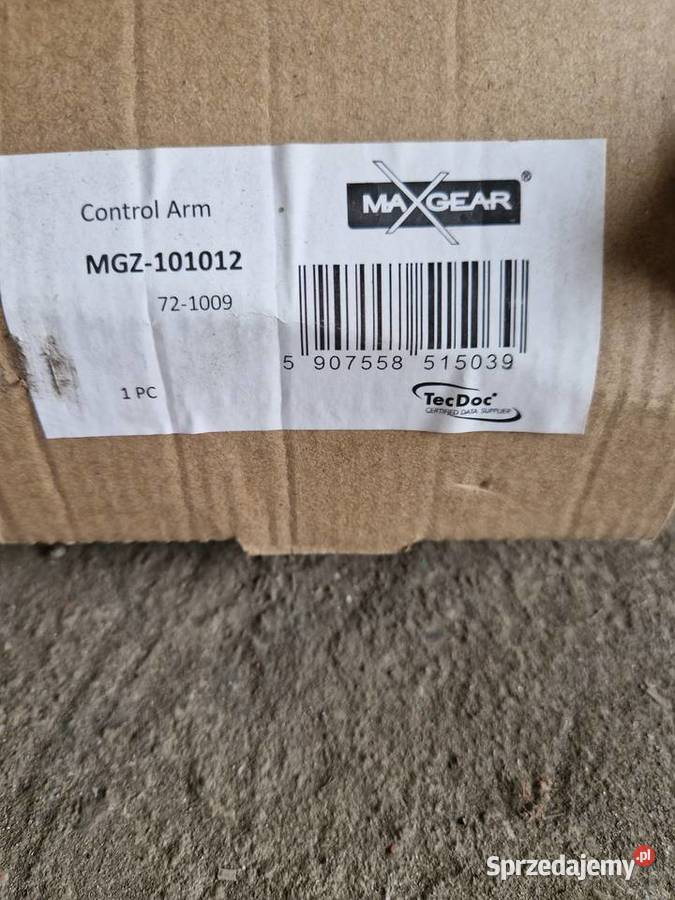 Control Arm
MGZ-101012
72-1009
1 PC
MAXGEAR®
5 907558 515039
TecDoc®
CERTIFIED DATA SUPPLIER
Sprzedajemy.pl